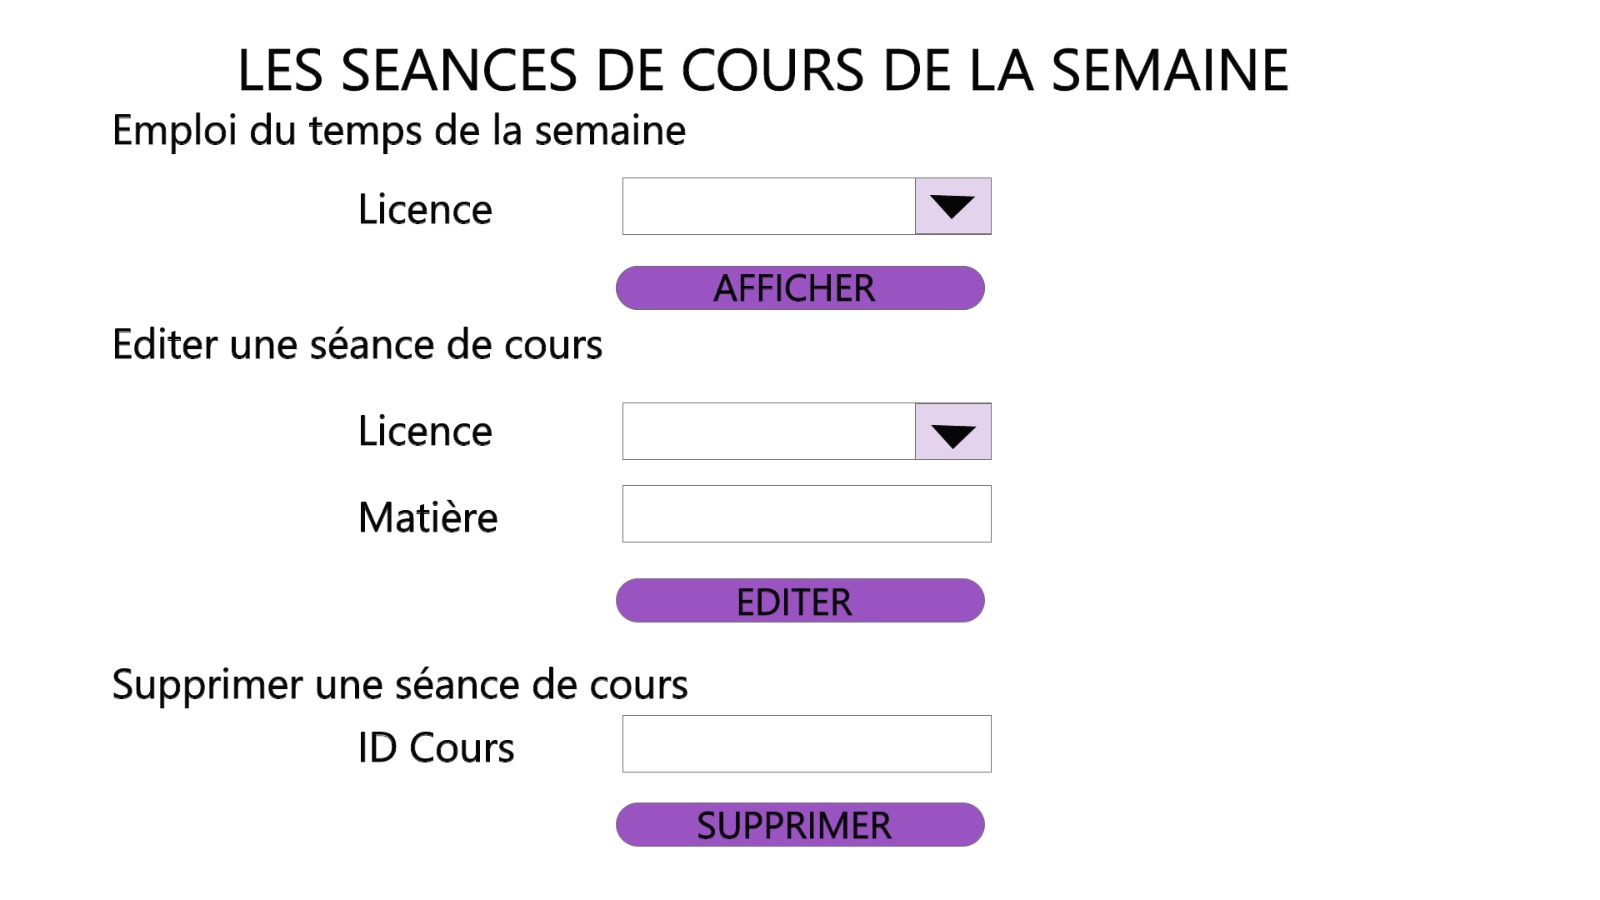 LES SEANCES DE COURS DE LA SEMAINE
Emploi du temps de la semaine
Licence
AFFICHER
Editer une séance de cours
Licence
Matière
EDITER
Supprimer une séance de cours
ID Cours
SUPPRIMER